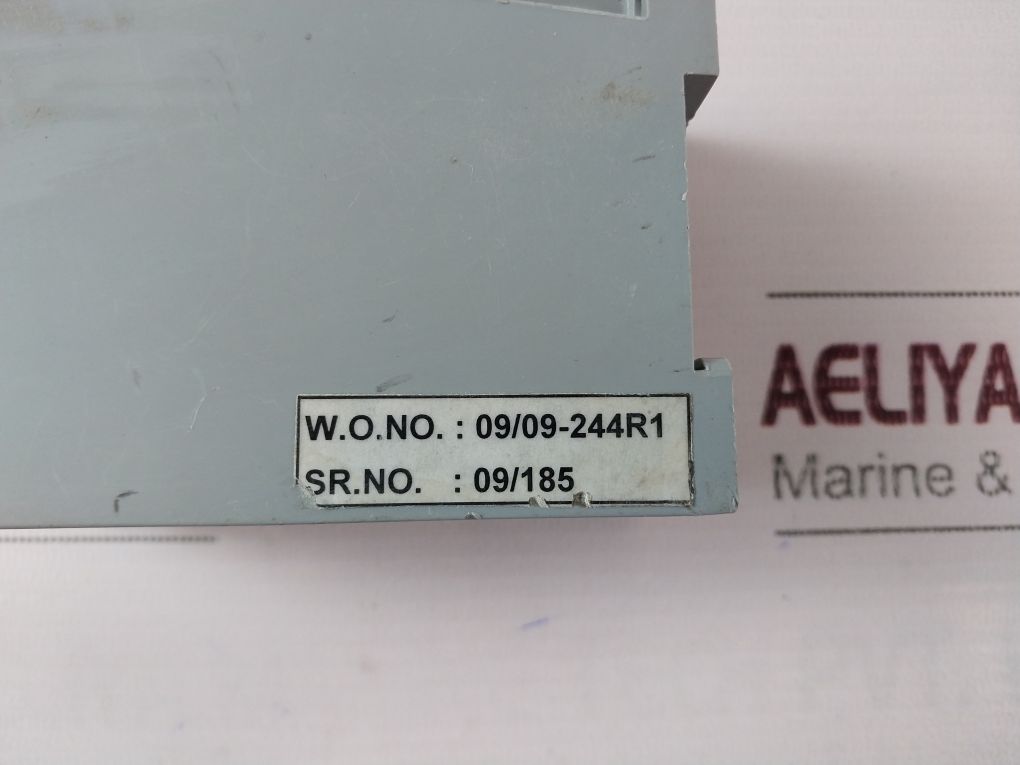 W.O.NO. : 09/09-244R1
SR.NO. : 09/185
AELIYA
Marine &